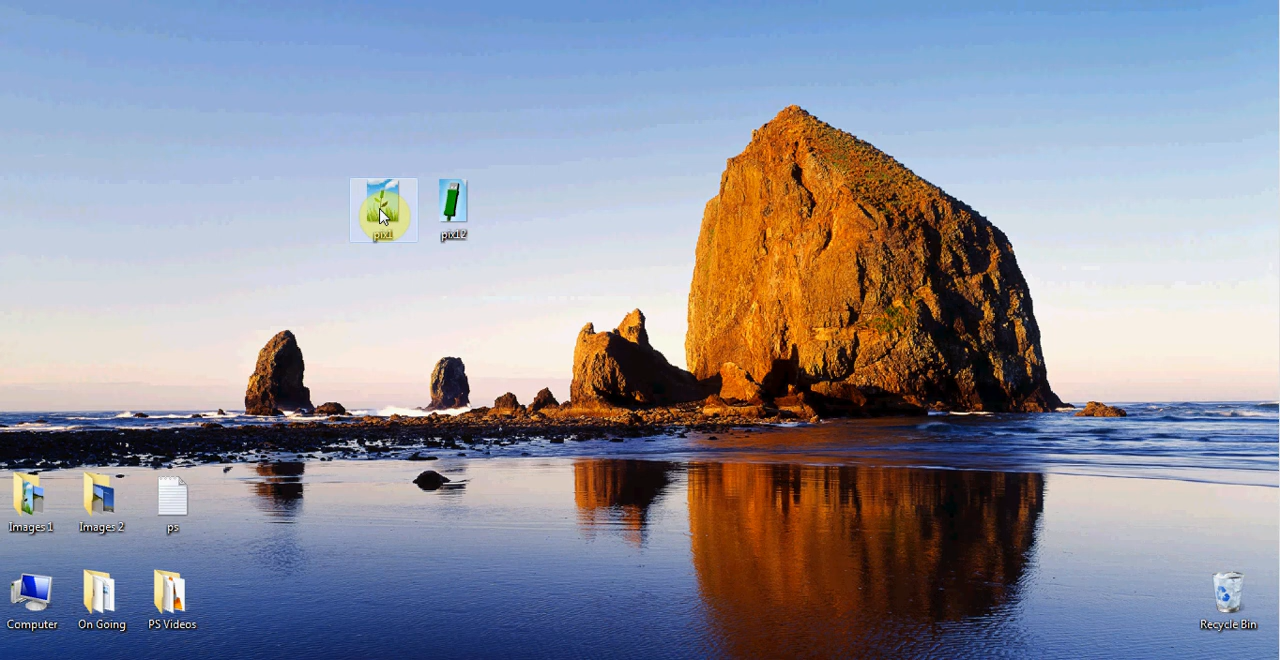 pix1
pix12
Images 1
Images 2
ps
Computer
On Going
PS Videos
Recycle Bin